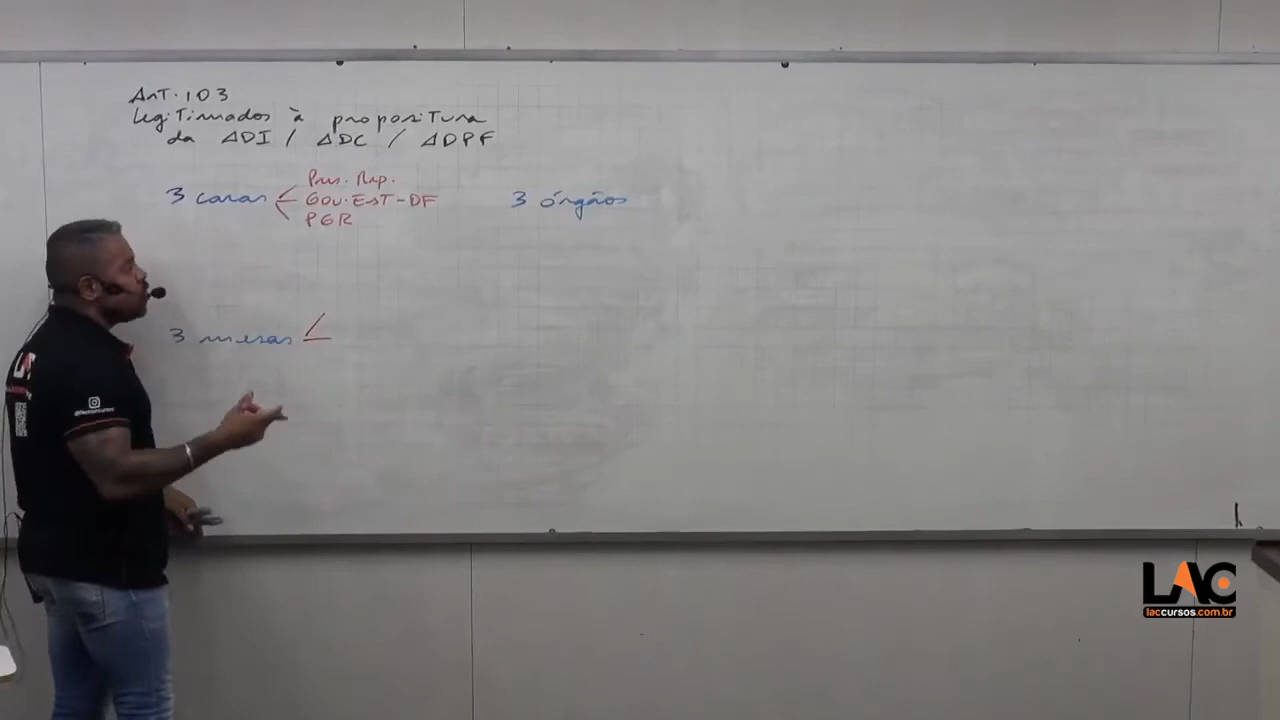 Art. 103
Legitimados à propositura
da ADI / ADC / ADPF
3 caras
Pres. Rep.
Gov. Est-DF
PGR
3 órgãos
3 mesas
LAC
laccursos.com.br